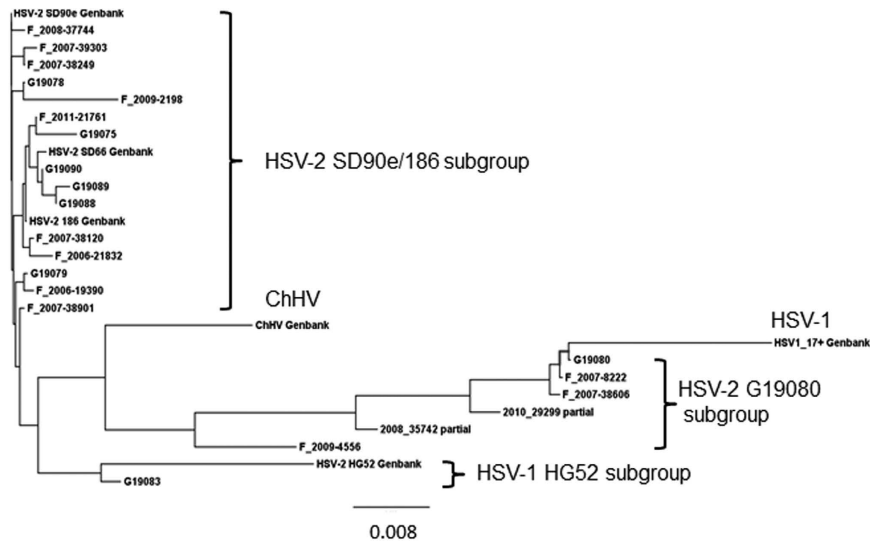 HSV-2 SD90e Genbank
F_2008-37744
F_2007-39303
F_2007-38249
G19078
F_2009-2198
F_2011-21761
G19075
HSV-2 SD66 Genbank
G19090
G19089
G19088
HSV-2 186 Genbank
F_2007-38120
F_2006-21832
G19079
F_2006-19390
F_2007-38901
HSV-2 SD90e/186 subgroup
ChHV
ChHV Genbank
HSV-1
HSV1_17+ Genbank
G19080
F_2007-8222
F_2007-38606
2010_29299 partial
2008_35742 partial
F_2009-4556
HSV-2 G19080
subgroup
HSV-2 HG52 Genbank
G19083
HSV-1 HG52 subgroup
0.008